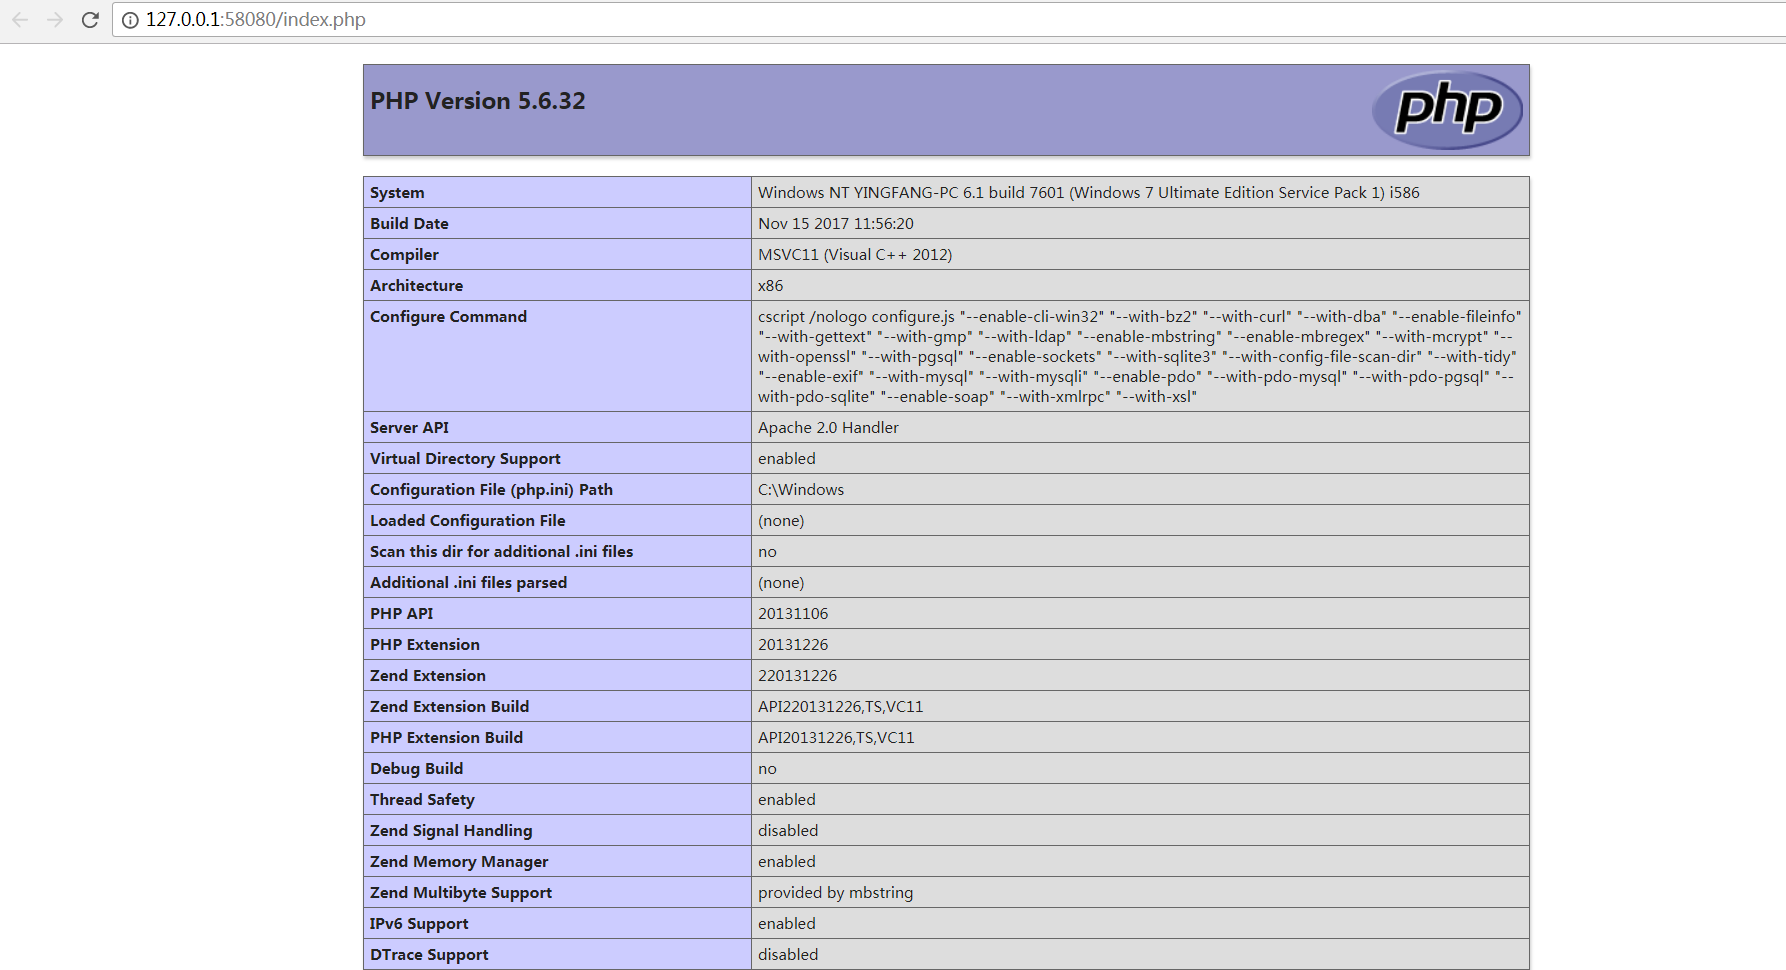 127.0.0.1:58080/index.php
PHP Version 5.6.32
php
System Windows NT YINGFANG-PC 6.1 build 7601 (Windows 7 Ultimate Edition Service Pack 1) i586
Build Date Nov 15 2017 11:56:20
Compiler MSVC11 (Visual C++ 2012)
Architecture x86
Configure Command cscript /nologo configure.js "--enable-cli-win32" "--with-bz2" "--with-curl" "--with-dba" "--enable-fileinfo"
"--with-gettext" "--with-gmp" "--with-ldap" "--enable-mbstring" "--enable-mbregex" "--with-mcrypt" "--
with-openssl" "--with-pgsql" "--enable-sockets" "--with-sqlite3" "--with-config-file-scan-dir" "--with-tidy"
"--enable-exif" "--with-mysql" "--with-mysqli" "--enable-pdo" "--with-pdo-mysql" "--with-pdo-pgsql" "--
with-pdo-sqlite" "--enable-soap" "--with-xmlrpc" "--with-xsl"
Server API Apache 2.0 Handler
Virtual Directory Support enabled
Configuration File (php.ini) Path C:\Windows
Loaded Configuration File (none)
Scan this dir for additional .ini files no
Additional .ini files parsed (none)
PHP API 20131106
PHP Extension 20131226
Zend Extension 220131226
Zend Extension Build API220131226,TS,VC11
PHP Extension Build API20131226,TS,VC11
Debug Build no
Thread Safety enabled
Zend Signal Handling disabled
Zend Memory Manager enabled
Zend Multibyte Support provided by mbstring
IPv6 Support enabled
DTrace Support disabled